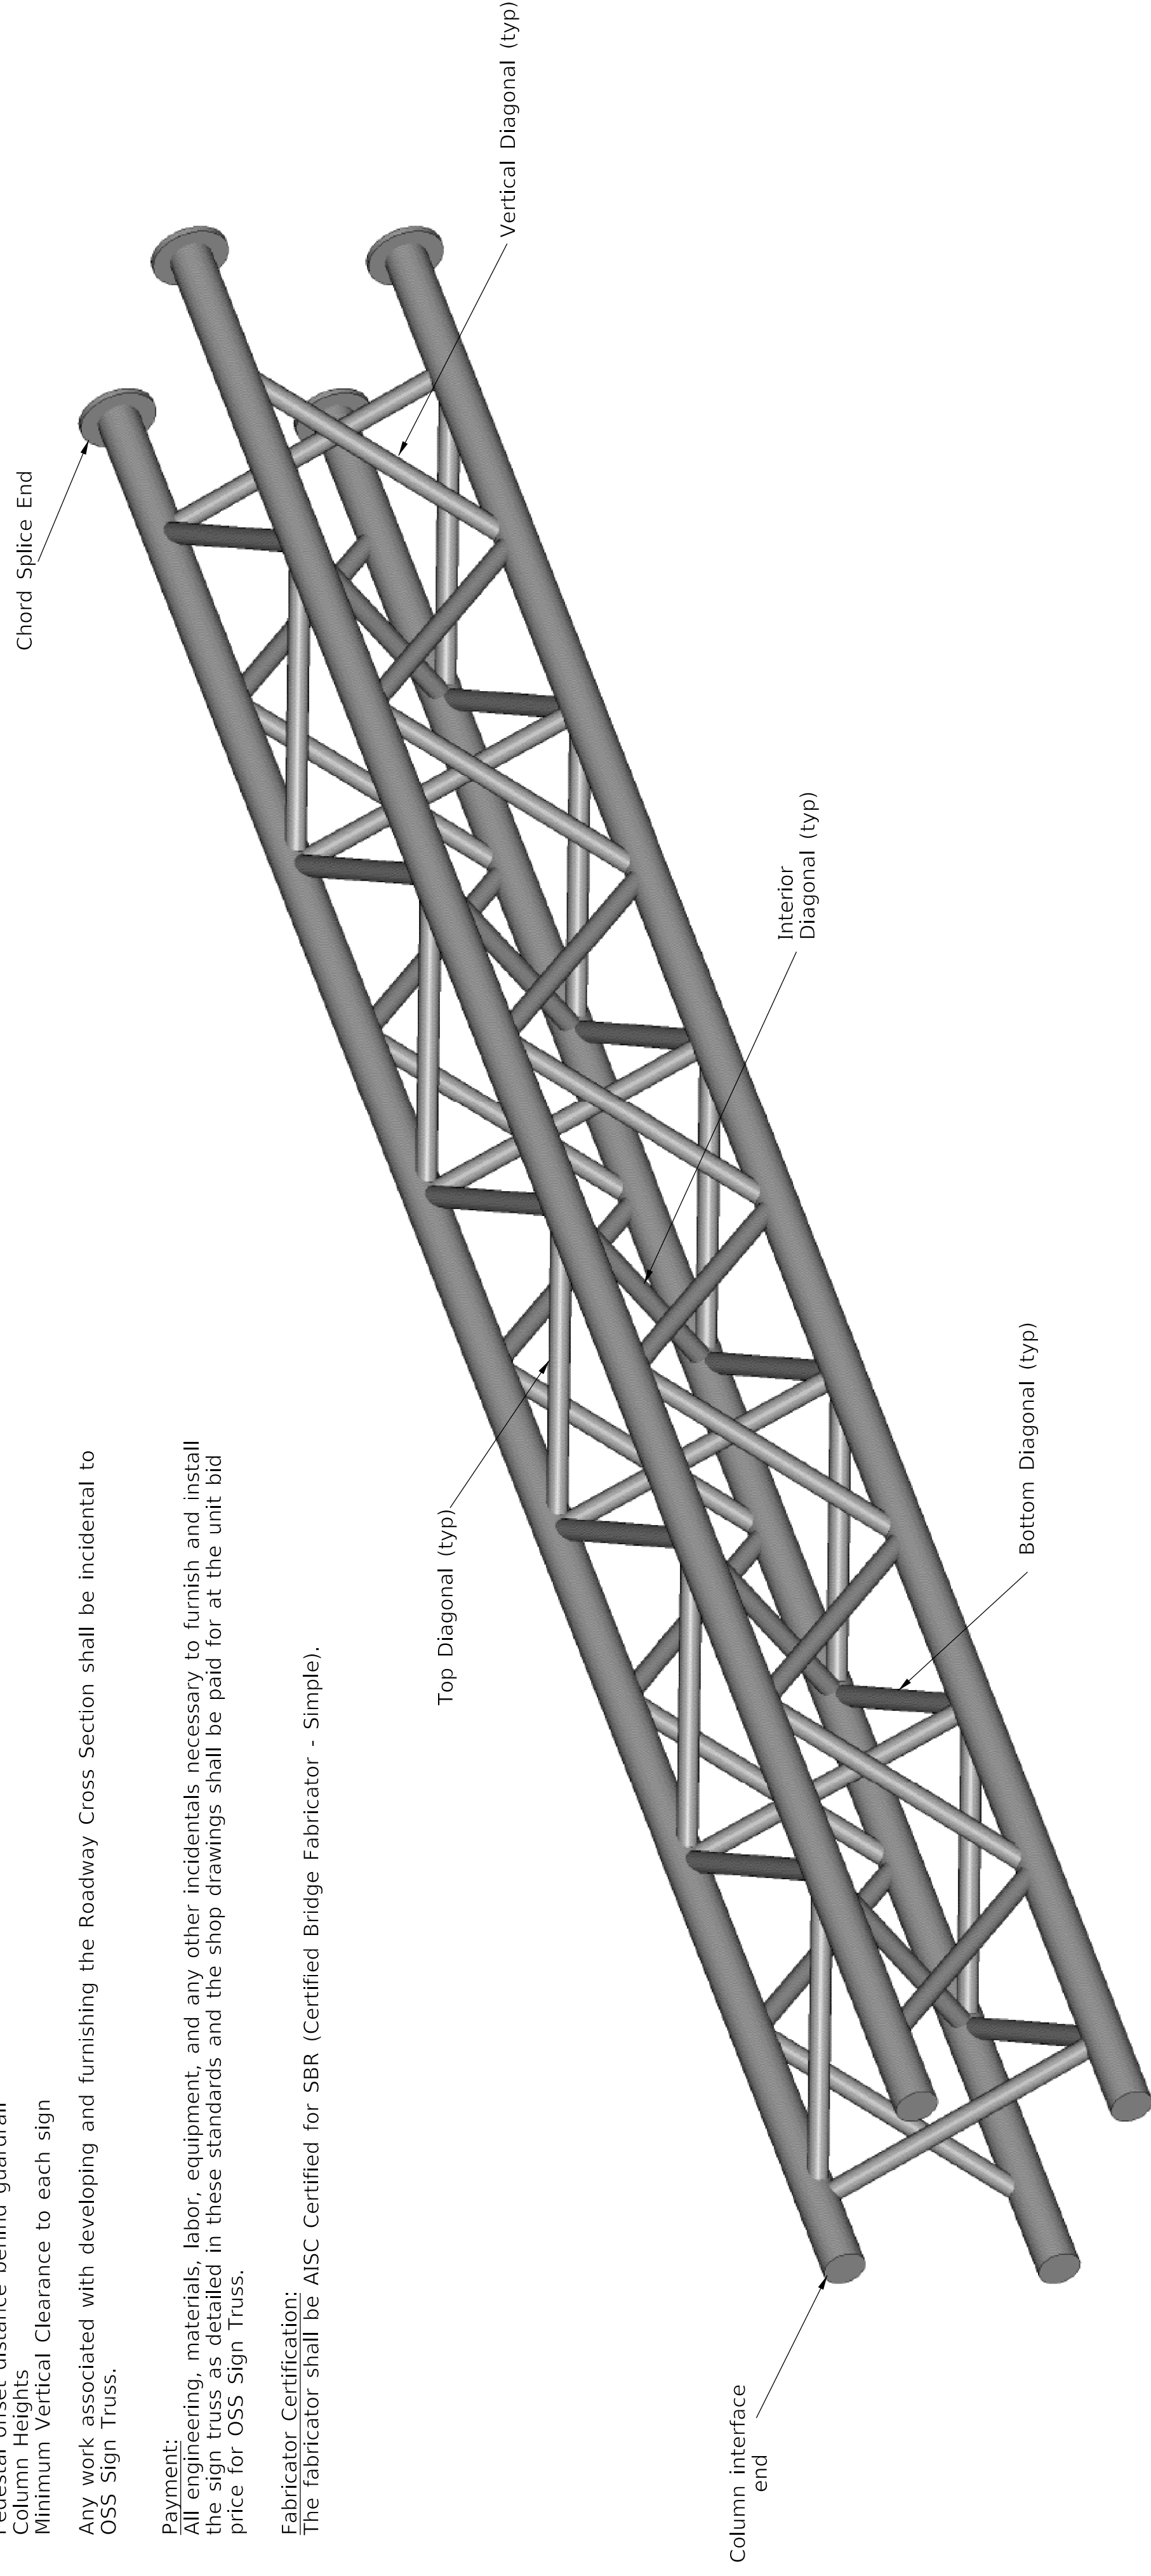 Pedestal offset distance behind guardrail
Column Heights
Minimum Vertical Clearance to each sign
Any work associated with developing and furnishing the Roadway Cross Section shall be incidental to
OSS Sign Truss.
Payment:
All engineering, materials, labor, equipment, and any other incidentals necessary to furnish and install
the sign truss as detailed in these standards and the shop drawings shall be paid for at the unit bid
price for OSS Sign Truss.
Fabricator Certification:
The fabricator shall be AISC Certified for SBR (Certified Bridge Fabricator - Simple).
Chord Splice End
Vertical Diagonal (typ)
Top Diagonal (typ)
Interior
Diagonal (typ)
Bottom Diagonal (typ)
Column interface
end